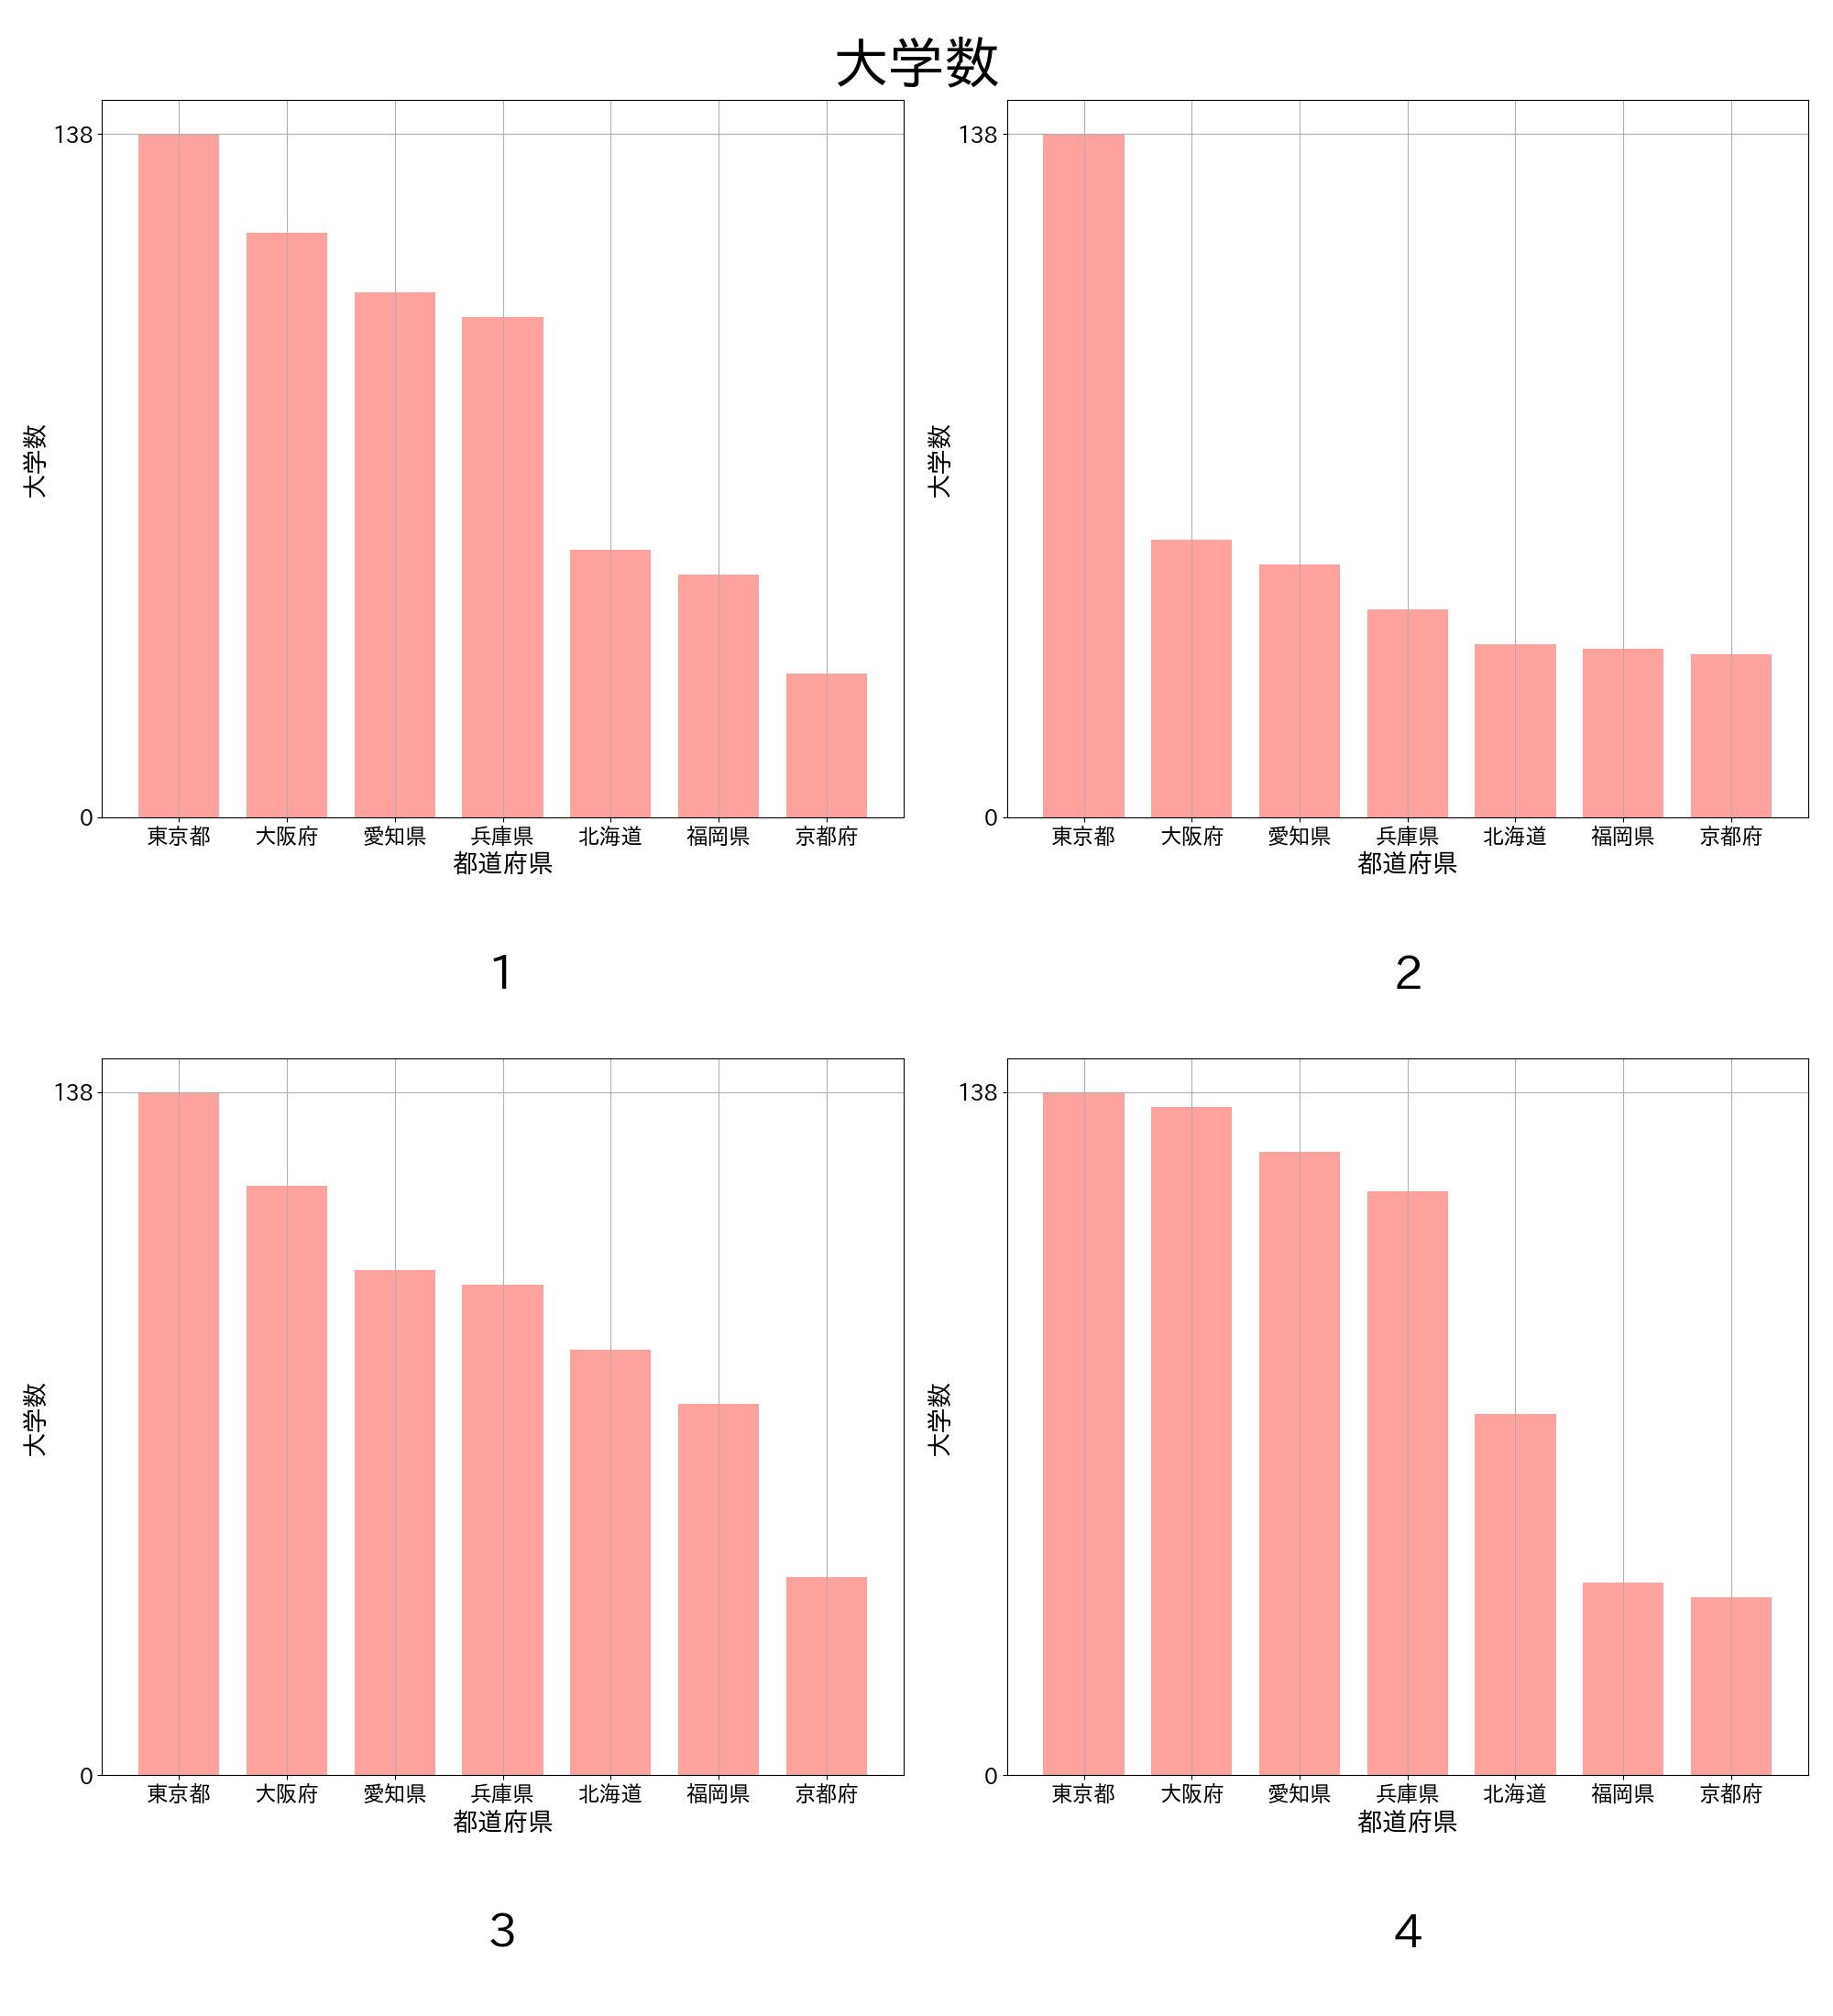 大学数
138
0
大学数
東京都 大阪府 愛知県 兵庫県 北海道 福岡県 京都府
都道府県
1
138
0
大学数
東京都 大阪府 愛知県 兵庫県 北海道 福岡県 京都府
都道府県
2
138
0
大学数
東京都 大阪府 愛知県 兵庫県 北海道 福岡県 京都府
都道府県
3
138
0
大学数
東京都 大阪府 愛知県 兵庫県 北海道 福岡県 京都府
都道府県
4